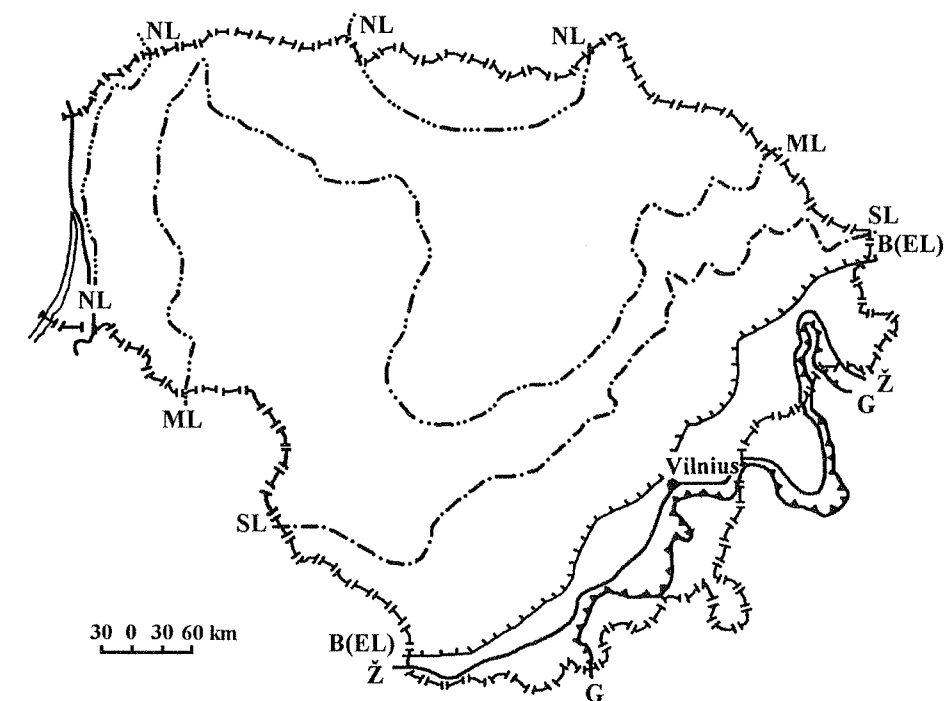 NL
NL
NL
ML
SL
B(EL)
NL
Ž
G
ML
Vilnius
SL
30 0 30 60 km
B(EL)
Ž
G